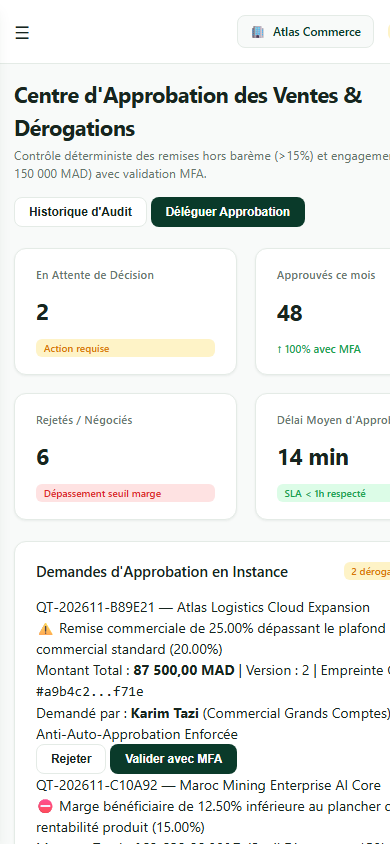 ☰ Atlas Commerce
Centre d'Approbation des Ventes &
Dérogations
Contrôle déterministe des remises hors barème (>15%) et
150 000 MAD) avec validation MFA.
Historique d'Audit Déléguer Approbation
En Attente de Décision Approuvés ce mois
2 48
Action requise ↑ 100% avec MFA
Rejetés / Négociés Délai Moyen
6 14 min
Dépassement seuil marge SLA < 1h respecté
Demandes d'Approbation en Instance 2
QT-202611-B89E21 — Atlas Logistics Cloud Expansion
⚠️ Remise commerciale de 25.00% dépassant le plafond
commercial standard (20.00%)
Montant Total : 87 500,00 MAD | Version : 2 | Empreinte
#a9b4c2...f71e
Demandé par : Karim Tazi (Commercial Grands Comptes)
Anti-Auto-Approbation Enforcée
Rejeter Valider avec MFA
QT-202611-C10A92 — Maroc Mining Enterprise AI Core
⛔ Marge bénéficiaire de 12.50% inférieure au plancher
rentabilité produit (15.00%)